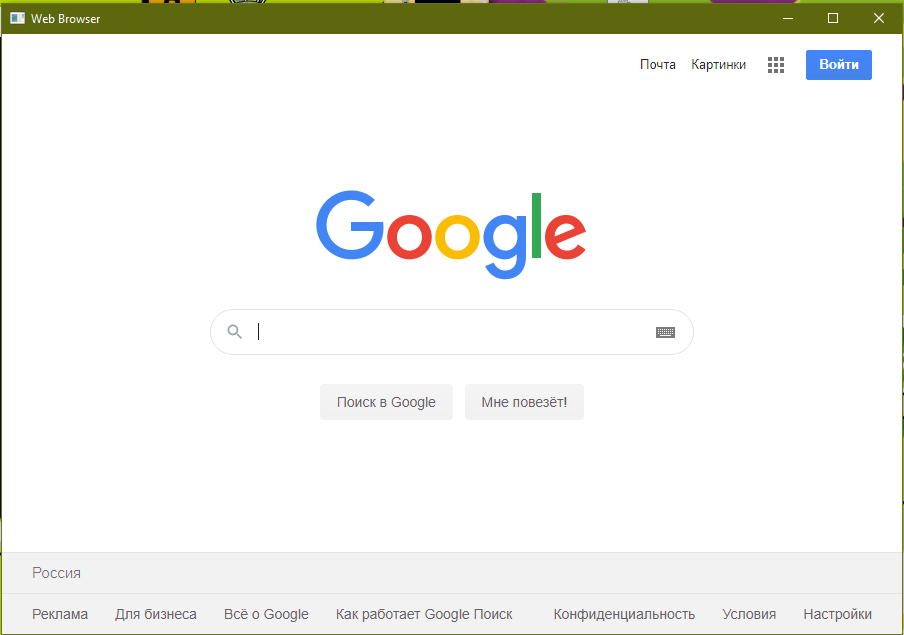 Web Browser
Почта Картинки Войти
Google
Поиск в Google Мне повезёт!
Россия
Реклама Для бизнеса Всё о Google Как работает Google Поиск Конфиденциальность Условия Настройки